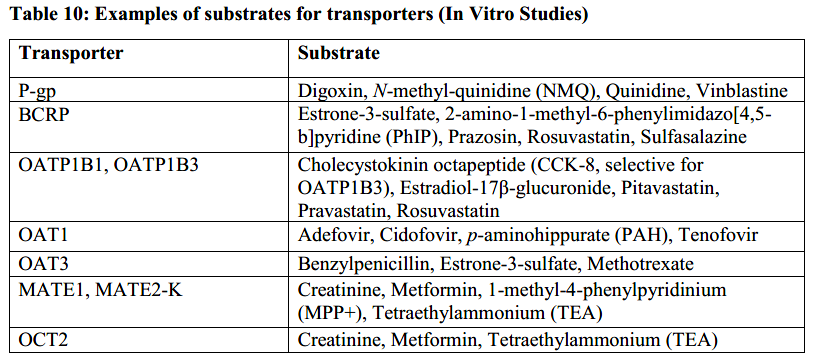 Table 10: Examples of substrates for transporters (In Vitro Studies)
Transporter Substrate
P-gp Digoxin, N-methyl-quinidine (NMQ), Quinidine, Vinblastine
BCRP Estrone-3-sulfate, 2-amino-1-methyl-6-phenylimidazo[4,5-
b]pyridine (PhIP), Prazosin, Rosuvastatin, Sulfasalazine
OATP1B1, OATP1B3 Cholecystokinin octapeptide (CCK-8, selective for
OATP1B3), Estradiol-17β-glucuronide, Pitavastatin,
Pravastatin, Rosuvastatin
OAT1 Adefovir, Cidofovir, p-aminohippurate (PAH), Tenofovir
OAT3 Benzylpenicillin, Estrone-3-sulfate, Methotrexate
MATE1, MATE2-K Creatinine, Metformin, 1-methyl-4-phenylpyridinium
(MPP+), Tetraethylammonium (TEA)
OCT2 Creatinine, Metformin, Tetraethylammonium (TEA)